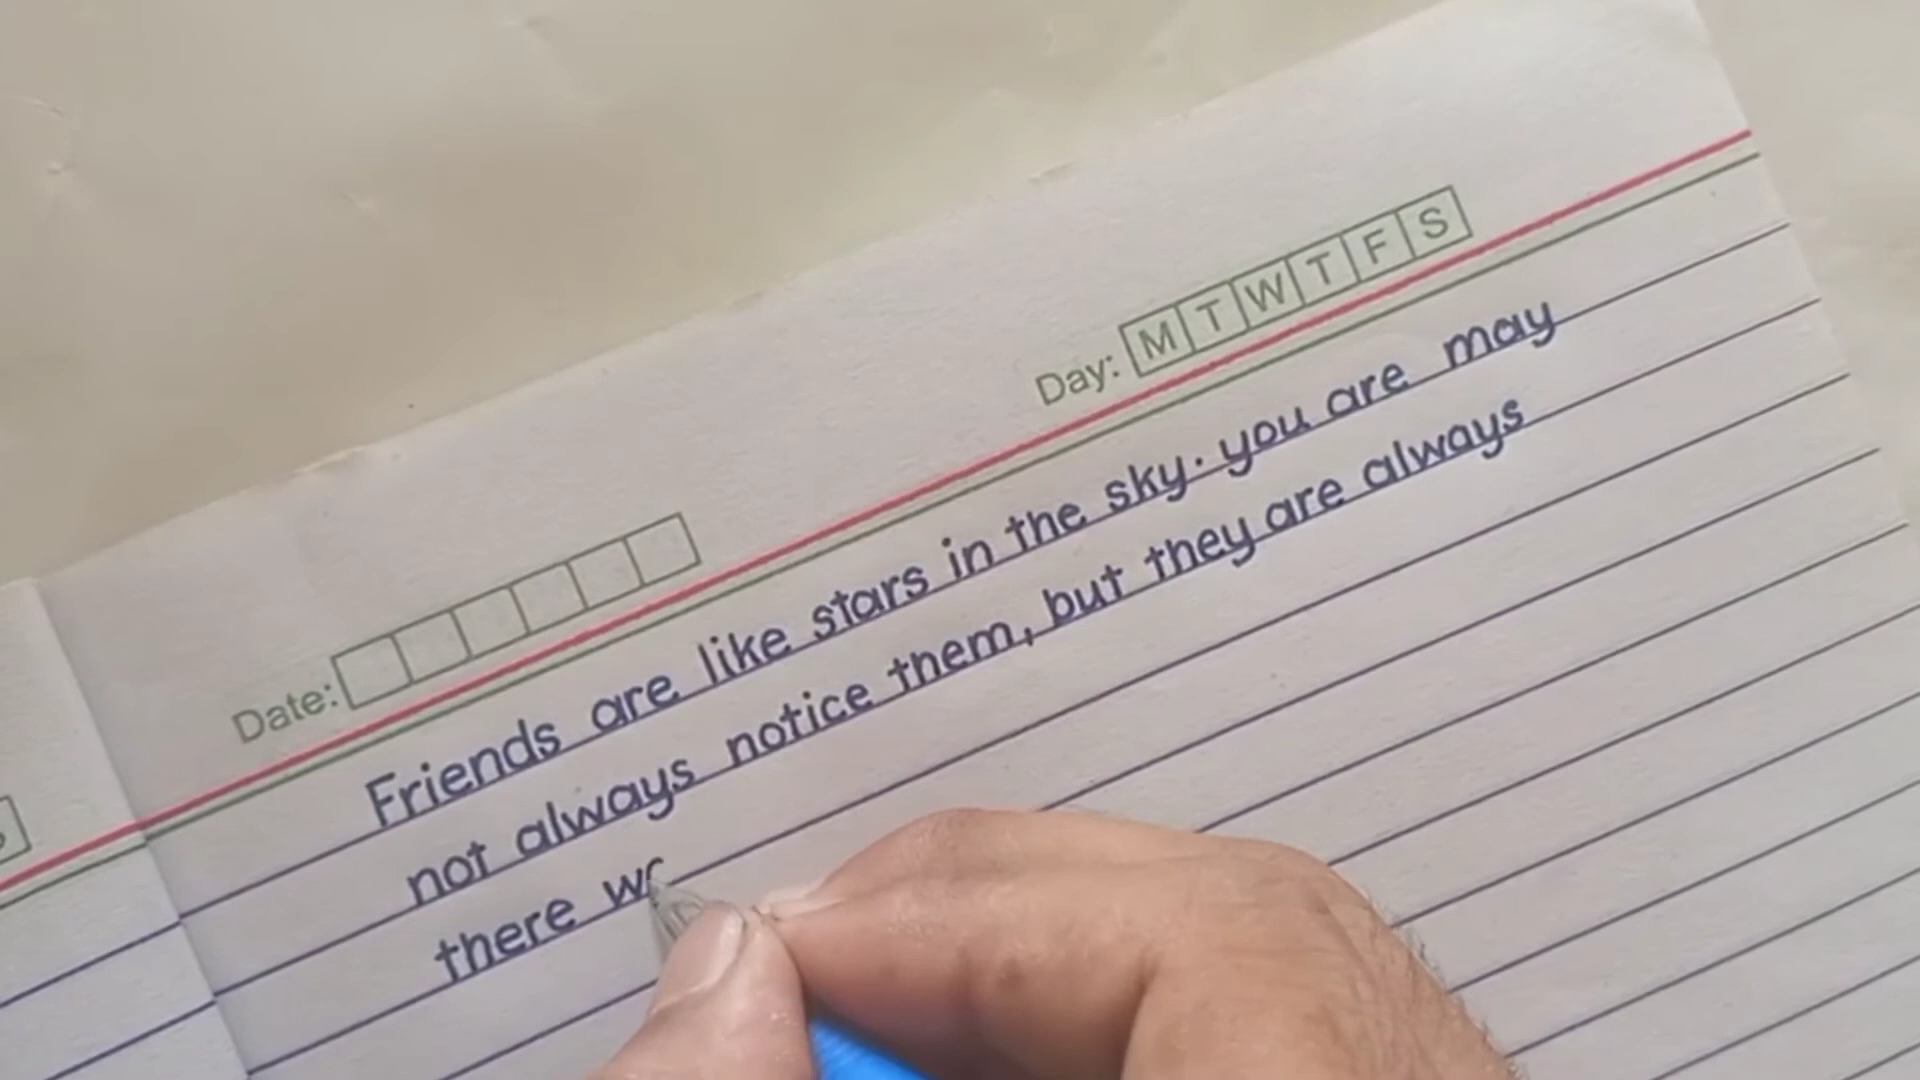 Day: M T W T F S
Date:
Friends are like stars in the sky. you are may
not always notice them, but they are always
there